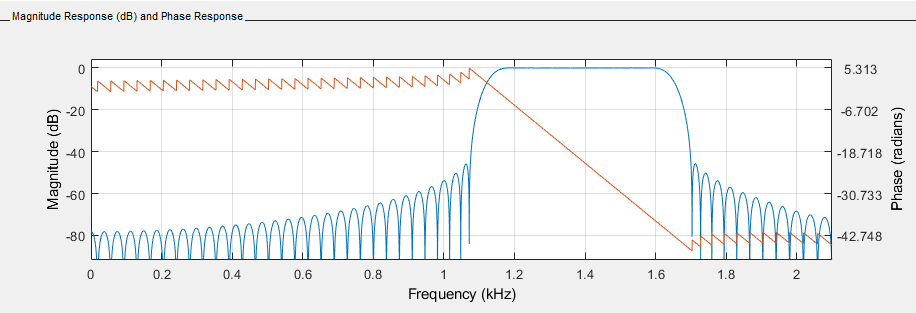 Magnitude Response (dB) and Phase Response
0
-20
-40
-60
-80
Magnitude (dB)
5.313
-6.702
-18.718
-30.733
-42.748
Phase (radians)
0 0.2 0.4 0.6 0.8 1 1.2 1.4 1.6 1.8 2
Frequency (kHz)